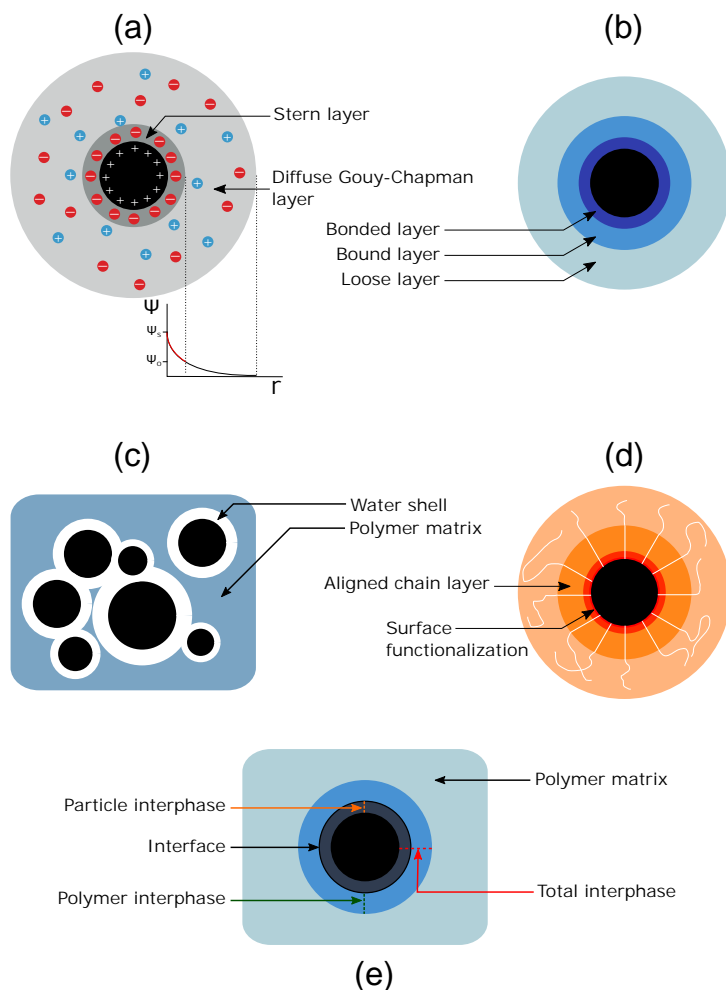 (a)
(b)
Stern layer
Diffuse Gouy-Chapman
layer
Bonded layer
Bound layer
Loose layer
Ψ
Ψs
Ψo
r
(c)
(d)
Water shell
Polymer matrix
Aligned chain layer
Surface
functionalization
Polymer matrix
Particle interphase
Interface
Polymer interphase
Total interphase
(e)